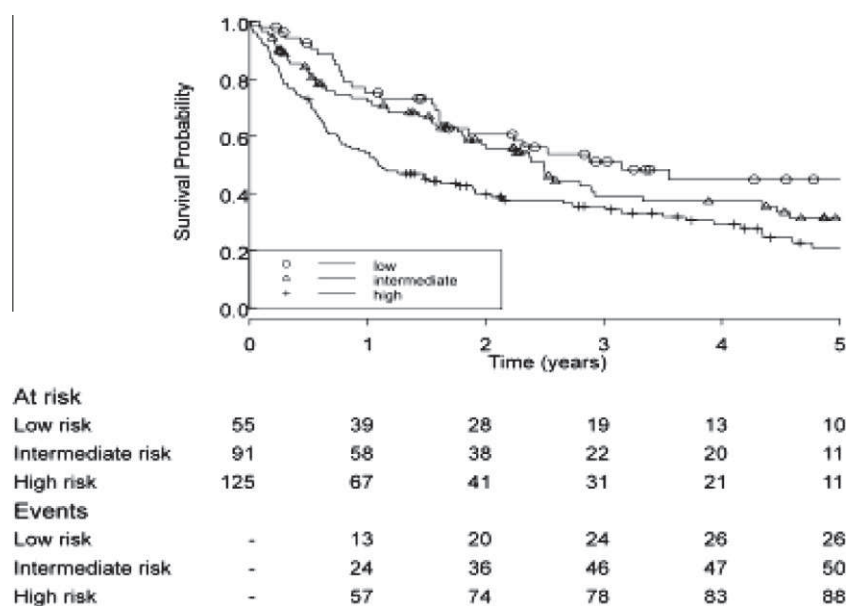 1.0
0.8
0.6
0.4
0.2
0.0
Survival Probability
low
intermediate
high
0 1 2 3 4 5
Time (years)
At risk
Low risk 55 39 28 19 13 10
Intermediate risk 91 58 38 22 20 11
High risk 125 67 41 31 21 11
Events
Low risk - 13 20 24 26 26
Intermediate risk - 24 36 46 47 50
High risk - 57 74 78 83 88